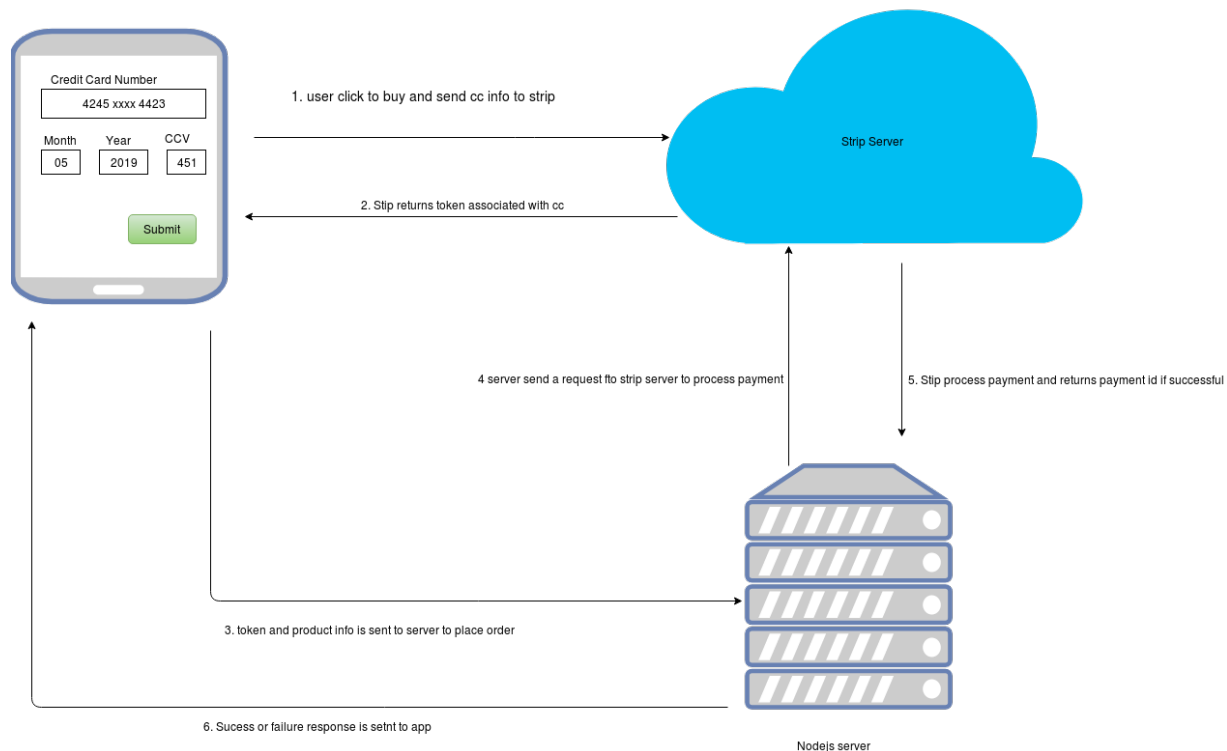 Credit Card Number
4245 xxxx 4423
Month Year CCV
05 2019 451
Submit
1. user click to buy and send cc info to strip
Strip Server
2. Stip returns token associated with cc
4 server send a request fto strip server to process payment
5. Stip process payment and returns payment id if successful
3. token and product info is sent to server to place order
6. Sucess or failure response is setnt to app
Nodejs server